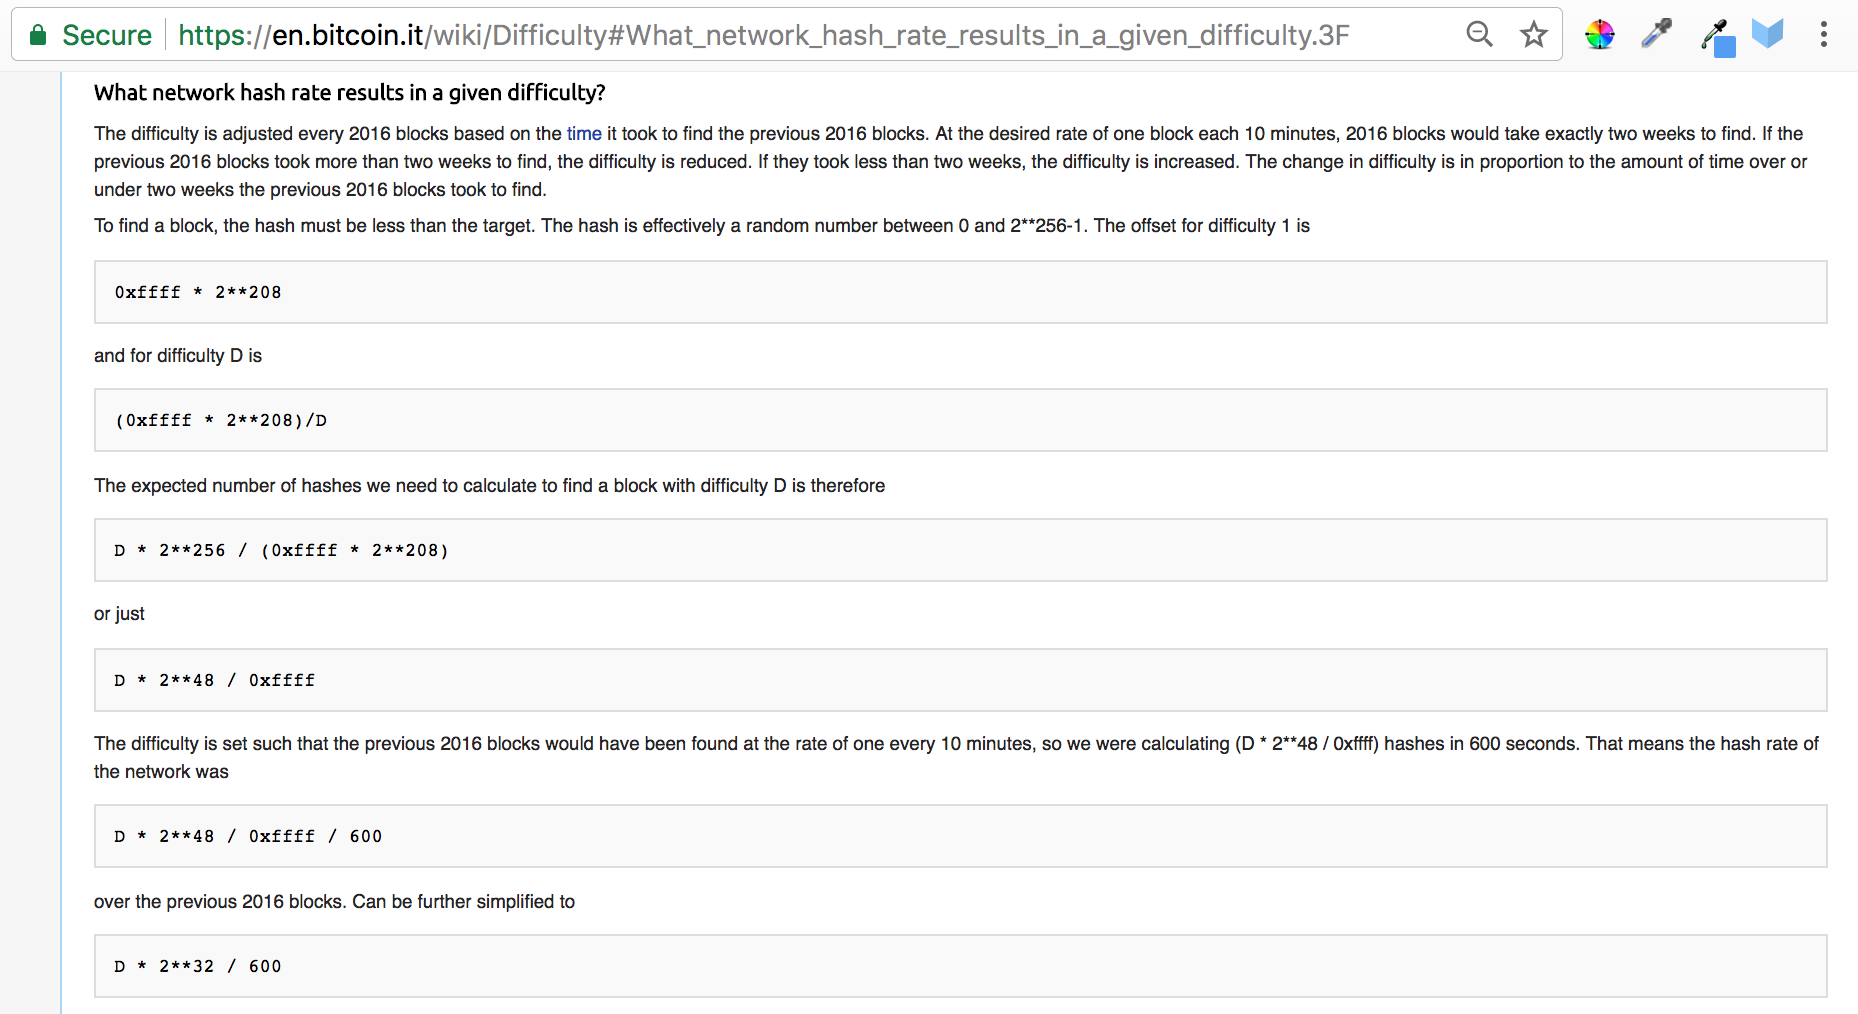 Secure https://en.bitcoin.it/wiki/Difficulty#What_network_hash_rate_results_in_a_given_difficulty.3F
What network hash rate results in a given difficulty?
The difficulty is adjusted every 2016 blocks based on the time it took to find the previous 2016 blocks. At the desired rate of one block each 10 minutes, 2016 blocks would take exactly two weeks to find. If the
previous 2016 blocks took more than two weeks to find, the difficulty is reduced. If they took less than two weeks, the difficulty is increased. The change in difficulty is in proportion to the amount of time over or
under two weeks the previous 2016 blocks took to find.
To find a block, the hash must be less than the target. The hash is effectively a random number between 0 and 2**256-1. The offset for difficulty 1 is
0xffff * 2**208
and for difficulty D is
(0xffff * 2**208)/D
The expected number of hashes we need to calculate to find a block with difficulty D is therefore
D * 2**256 / (0xffff * 2**208)
or just
D * 2**48 / 0xffff
The difficulty is set such that the previous 2016 blocks would have been found at the rate of one every 10 minutes, so we were calculating (D * 2**48 / 0xffff) hashes in 600 seconds. That means the hash rate of
the network was
D * 2**48 / 0xffff / 600
over the previous 2016 blocks. Can be further simplified to
D * 2**32 / 600